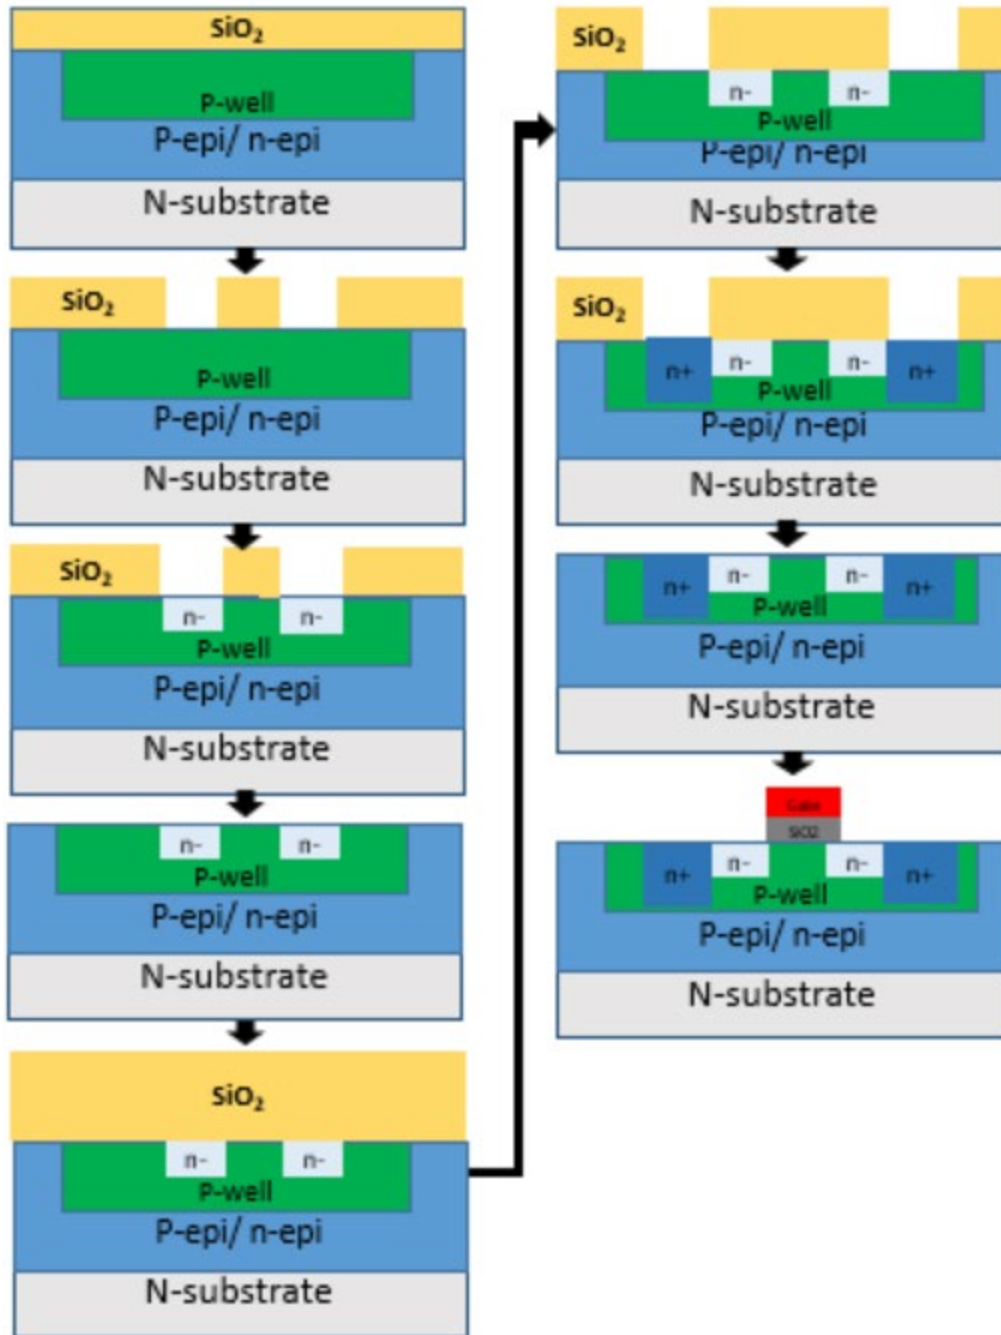 SiO₂
P-well
P-epi/ n-epi
N-substrate
SiO₂
P-well
P-epi/ n-epi
N-substrate
SiO₂
n- n-
P-well
P-epi/ n-epi
N-substrate
n- n-
P-well
P-epi/ n-epi
N-substrate
SiO₂
n- n-
P-well
P-epi/ n-epi
N-substrate
SiO₂
n- n-
P-well
P-epi/ n-epi
N-substrate
SiO₂
n+ n- n- n+
P-well
P-epi/ n-epi
N-substrate
n+ n- n- n+
P-well
P-epi/ n-epi
N-substrate
Gate
SiO2
n+ n- n- n+
P-well
P-epi/ n-epi
N-substrate